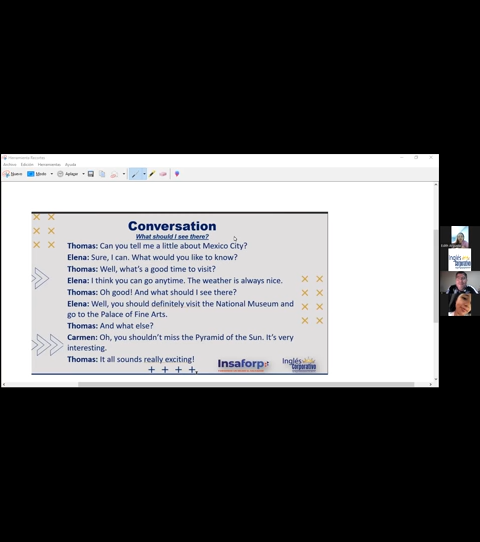 Herramienta Recortes
Archivo Edición Herramientas Ayuda
Nuevo Modo Aplazar
Conversation
What should I see there?
Thomas: Can you tell me a little about Mexico City?
Elena: Sure, I can. What would you like to know?
Thomas: Well, what's a good time to visit?
Elena: I think you can go anytime. The weather is always nice.
Thomas: Oh good! And what should I see there?
Elena: Well, you should definitely visit the National Museum and
go to the Palace of Fine Arts.
Thomas: And what else?
Carmen: Oh, you shouldn't miss the Pyramid of the Sun. It's very
interesting.
Thomas: It all sounds really exciting!
Insaforp
Inglés
Corporativo
Inglés
Corporativo